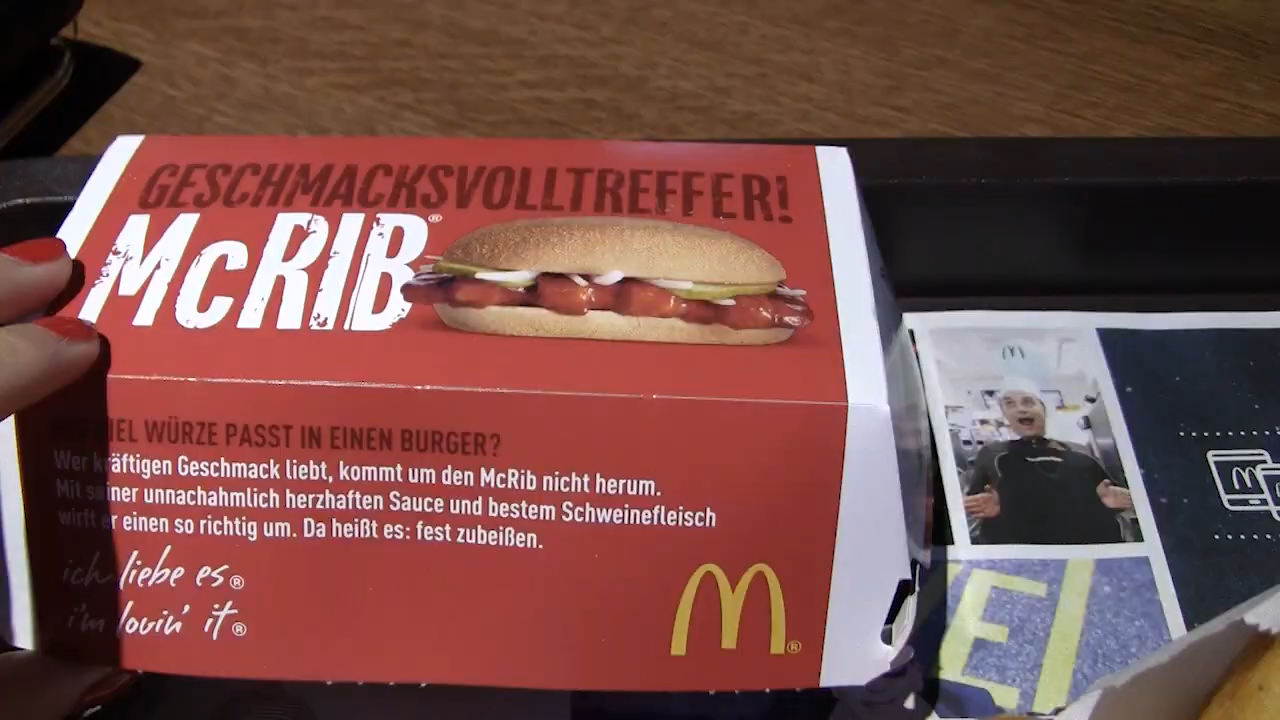 GESCHMACKSVOLLTREFFER!
McRIB®
VIEL WÜRZE PASST IN EINEN BURGER?
Wer kräftigen Geschmack liebt, kommt um den McRib nicht herum.
Mit seiner unnachahmlich herzhaften Sauce und bestem Schweinefleisch
wirft er einen so richtig um. Da heißt es: fest zubeißen.
ich liebe es®
i'm lovin' it®
M®